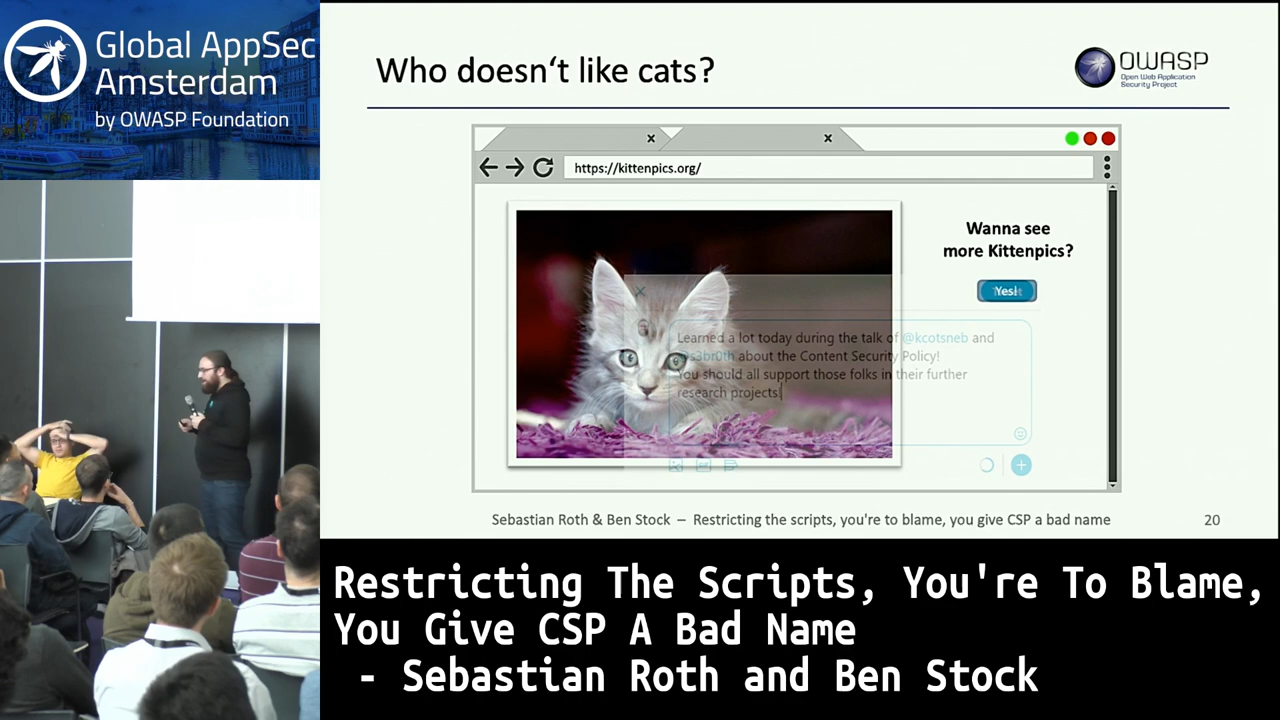 Global AppSec
Amsterdam
by OWASP Foundation
Who doesn‘t like cats?
OWASP
Open Web Application
Security Project
x
x
https://kittenpics.org/
Wanna see
more Kittenpics?
Yes!
Learned a lot today during the talk of @kcotsneb and
@s3br0th about the Content Security Policy!
You should all support those folks in their further
research projects!
Sebastian Roth & Ben Stock – Restricting the scripts, you're to blame, you give CSP a bad name
20
Restricting The Scripts, You're To Blame,
You Give CSP A Bad Name
- Sebastian Roth and Ben Stock